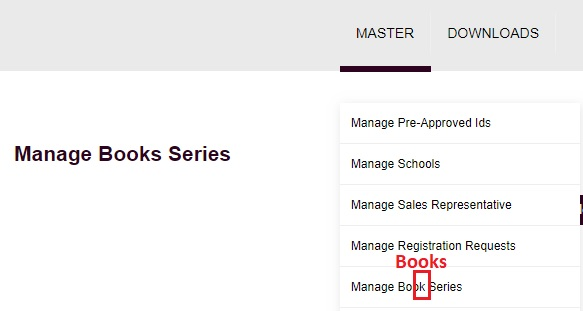 MASTER DOWNLOADS
Manage Pre-Approved Ids
Manage Books Series
Manage Schools
Manage Sales Representative
Manage Registration Requests
Books
Manage Book Series